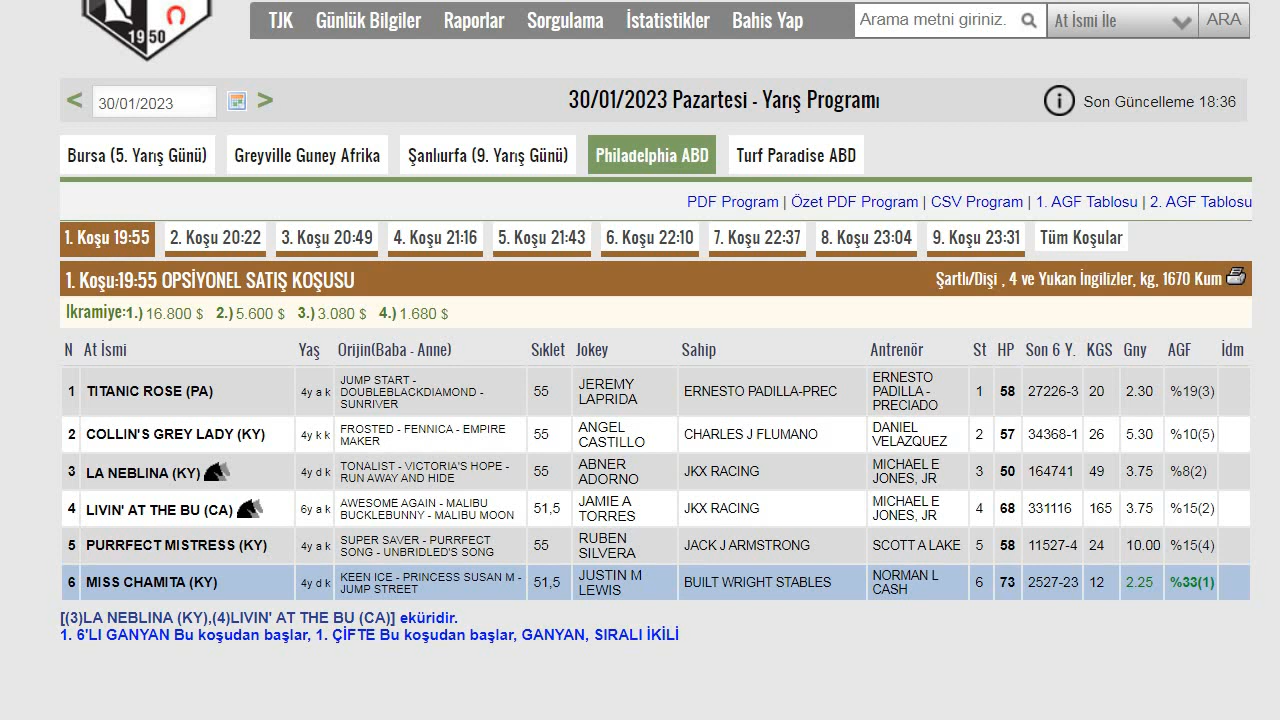 1950
TJK Günlük Bilgiler Raporlar Sorgulama İstatistikler Bahis Yap Arama metni giriniz. At İsmi İle ARA
< 30/01/2023 > 30/01/2023 Pazartesi - Yarış Programı Son Güncelleme 18:36
Bursa (5. Yarış Günü) Greyville Guney Afrika Şanlıurfa (9. Yarış Günü) Philadelphia ABD Turf Paradise ABD
PDF Program | Özet PDF Program | CSV Program | 1. AGF Tablosu | 2. AGF Tablosu
1. Koşu 19:55 2. Koşu 20:22 3. Koşu 20:49 4. Koşu 21:16 5. Koşu 21:43 6. Koşu 22:10 7. Koşu 22:37 8. Koşu 23:04 9. Koşu 23:31 Tüm Koşular
1. Koşu:19:55 OPSİYONEL SATIŞ KOŞUSU Şartlı/Dişi , 4 ve Yukarı İngilizler, kg, 1670 Kum
Ikramiye:1.) 16.800 $ 2.) 5.600 $ 3.) 3.080 $ 4.) 1.680 $
N At İsmi Yaş Orijin(Baba - Anne) Sıklet Jokey Sahip Antrenör St HP Son 6 Y. KGS Gny AGF İdm
1 TITANIC ROSE (PA) 4y a k JUMP START - DOUBLEBLACKDIAMOND - SUNRIVER 55 JEREMY LAPRIDA ERNESTO PADILLA-PREC ERNESTO PADILLA - PRECIADO 1 58 27226-3 20 2.30 %19(3)
2 COLLIN'S GREY LADY (KY) 4y k k FROSTED - FENNICA - EMPIRE MAKER 55 ANGEL CASTILLO CHARLES J FLUMANO DANIEL VELAZQUEZ 2 57 34368-1 26 5.30 %10(5)
3 LA NEBLINA (KY) 4y d k TONALIST - VICTORIA'S HOPE - RUN AWAY AND HIDE 55 ABNER ADORNO JKX RACING MICHAEL E JONES, JR 3 50 164741 49 3.75 %8(2)
4 LIVIN' AT THE BU (CA) 6y a k AWESOME AGAIN - MALIBU BUCKLEBUNNY - MALIBU MOON 51,5 JAMIE A TORRES JKX RACING MICHAEL E JONES, JR 4 68 331116 165 3.75 %15(2)
5 PURRFECT MISTRESS (KY) 4y a k SUPER SAVER - PURRFECT SONG - UNBRIDLED'S SONG 55 RUBEN SILVERA JACK J ARMSTRONG SCOTT A LAKE 5 58 11527-4 24 10.00 %15(4)
6 MISS CHAMITA (KY) 4y d k KEEN ICE - PRINCESS SUSAN M - JUMP STREET 51,5 JUSTIN M LEWIS BUILT WRIGHT STABLES NORMAN L CASH 6 73 2527-23 12 2.25 %33(1)
[(3)LA NEBLINA (KY),(4)LIVIN' AT THE BU (CA)] eküridir.
1. 6'LI GANYAN Bu koşudan başlar, 1. ÇİFTE Bu koşudan başlar, GANYAN, SIRALI İKİLİ